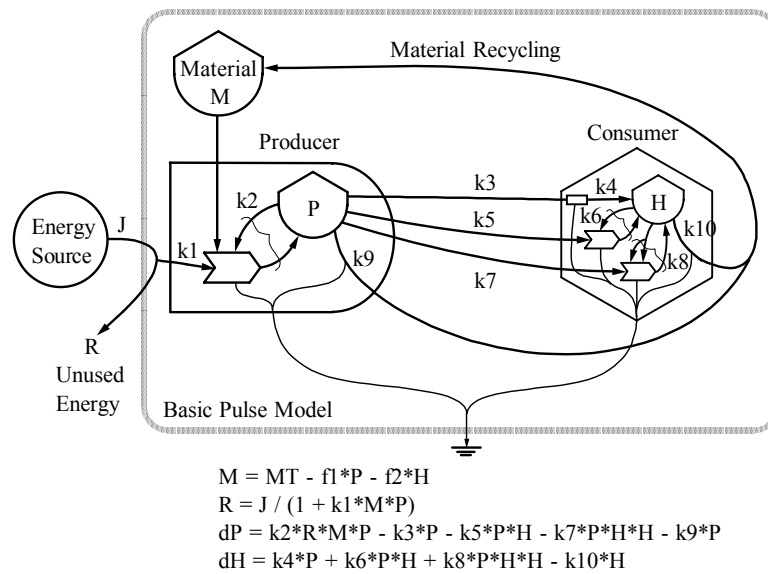 Material Recycling
Material
M
Producer
Consumer
Energy
Source
J
k1
k2
P
k3
k4
H
k5
k6
k7
k8
k9
k10
R
Unused
Energy
Basic Pulse Model
M = MT - f1*P - f2*H
R = J / (1 + k1*M*P)
dP = k2*R*M*P - k3*P - k5*P*H - k7*P*H*H - k9*P
dH = k4*P + k6*P*H + k8*P*H*H - k10*H